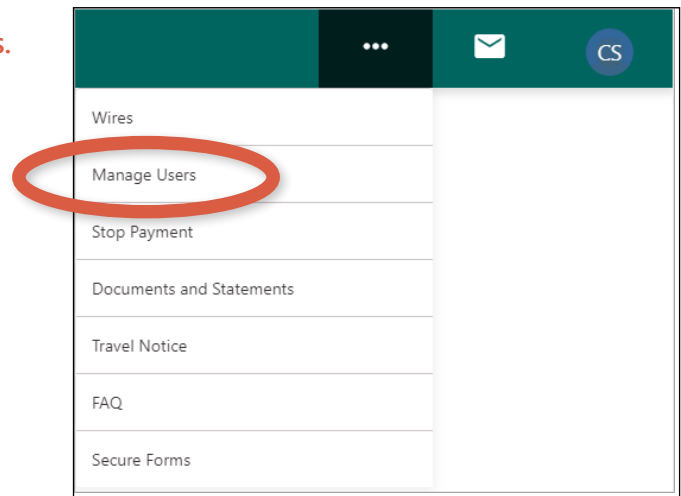 s.
••• CS
Wires
Manage Users
Stop Payment
Documents and Statements
Travel Notice
FAQ
Secure Forms